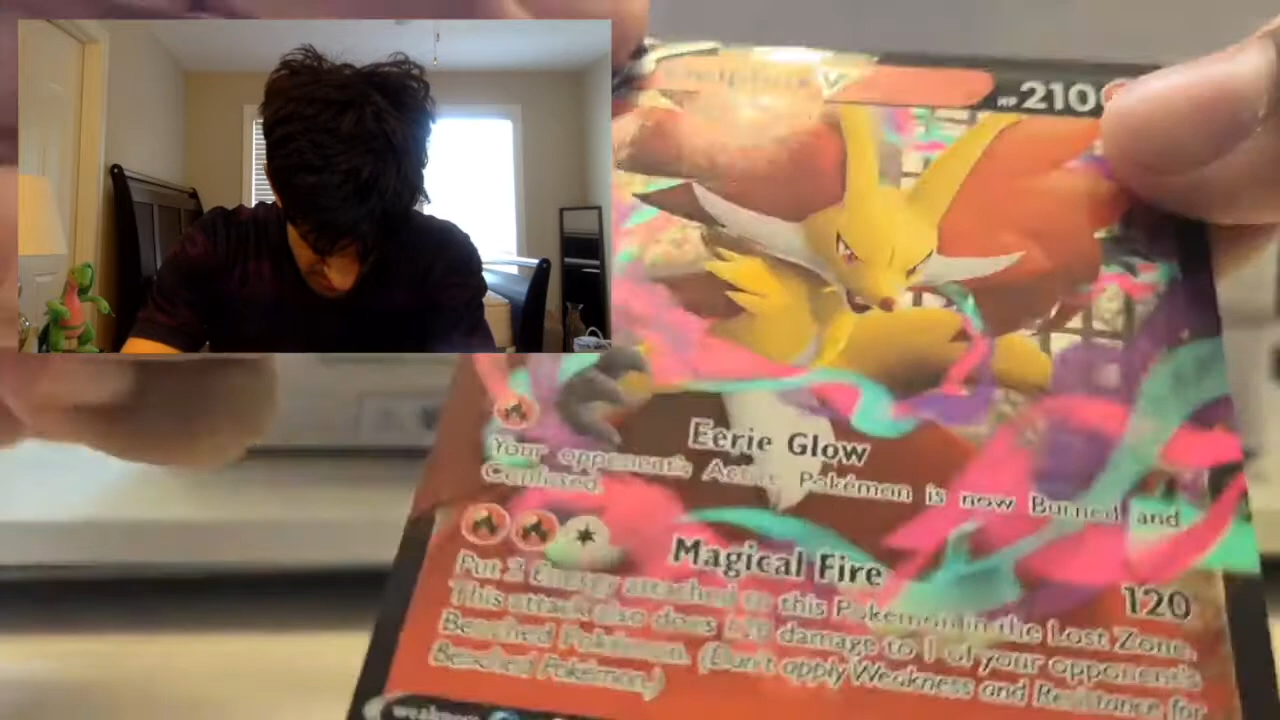 Delphox V
HP 210
Eerie Glow
Your opponent's Active Pokémon is now Burned and
Confused.
Magical Fire 120
Put 2 Energy attached to this Pokémon in the Lost Zone.
This attack also does 120 damage to 1 of your opponent's
Benched Pokémon. (Don't apply Weakness and Resistance for
Benched Pokémon.)
weakness